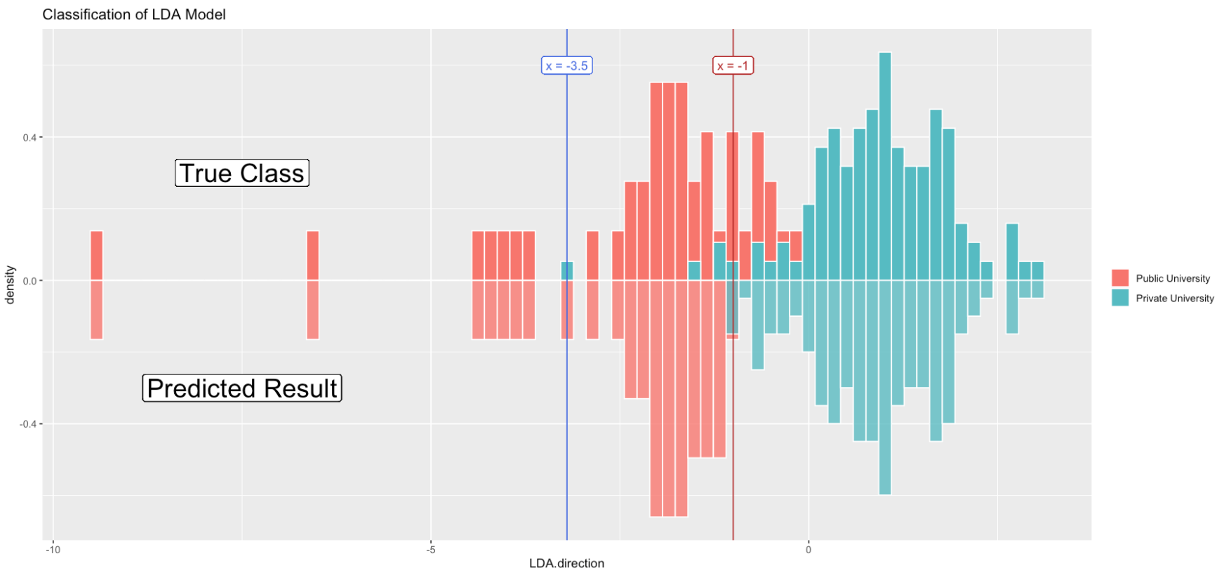 Classification of LDA Model
x = -3.5
x = -1
0.4
True Class
0.0
density
Public University
Private University
Predicted Result
-0.4
-10
-5
0
LDA.direction